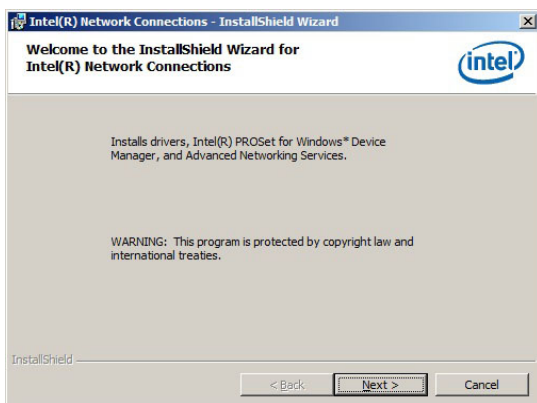 Intel(R) Network Connections - InstallShield Wizard
Welcome to the InstallShield Wizard for
Intel(R) Network Connections
intel
Installs drivers, Intel(R) PROSet for Windows* Device
Manager, and Advanced Networking Services.
WARNING: This program is protected by copyright law and
international treaties.
InstallShield
< Back
Next >
Cancel